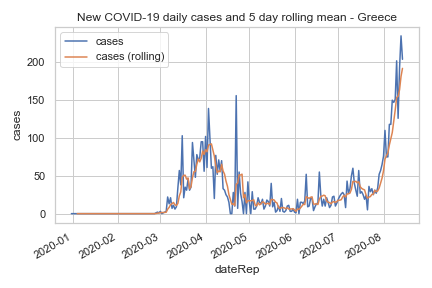 New COVID-19 daily cases and 5 day rolling mean - Greece
cases
cases (rolling)
cases
200
150
100
50
0
2020-01
2020-02
2020-03
2020-04
2020-05
2020-06
2020-07
2020-08
dateRep